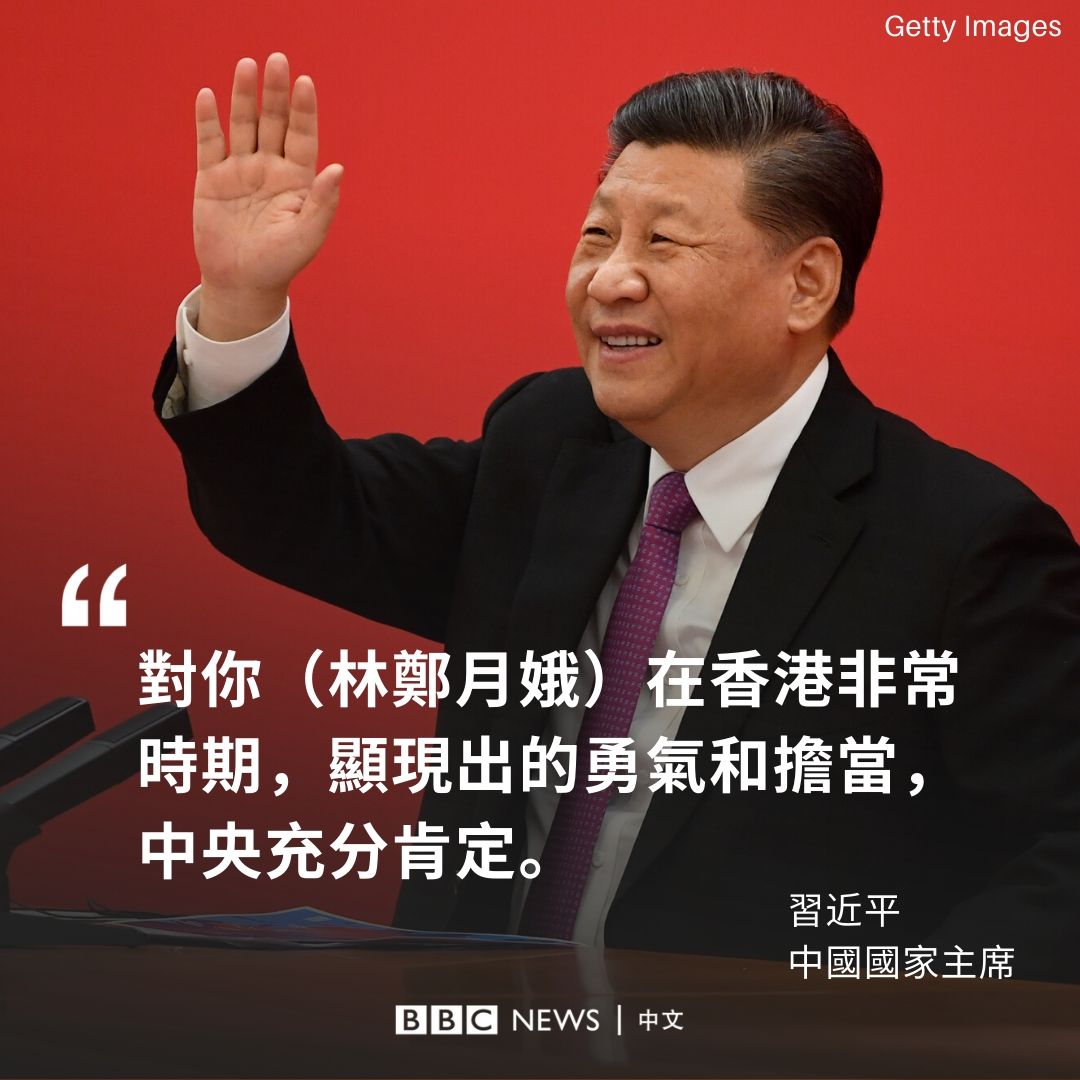 Getty Images
“
對你（林鄭月娥）在香港非常
時期，顯現出的勇氣和擔當，
中央充分肯定。
習近平
中國國家主席
BBC NEWS | 中文